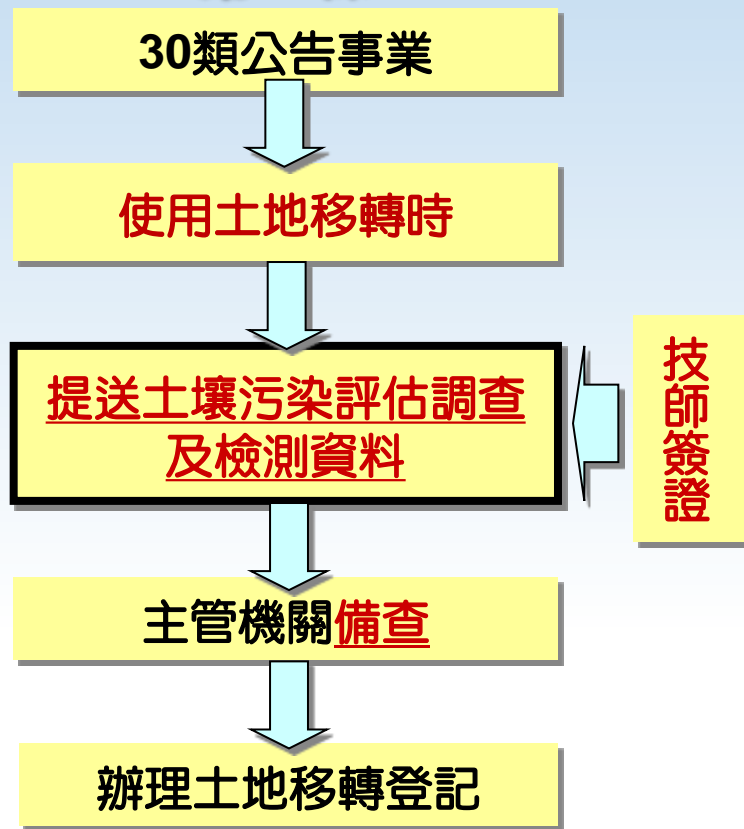 30類公告事業
使用土地移轉時
提送土壤污染評估調查
及檢測資料
技師簽證
主管機關備查
辦理土地移轉登記